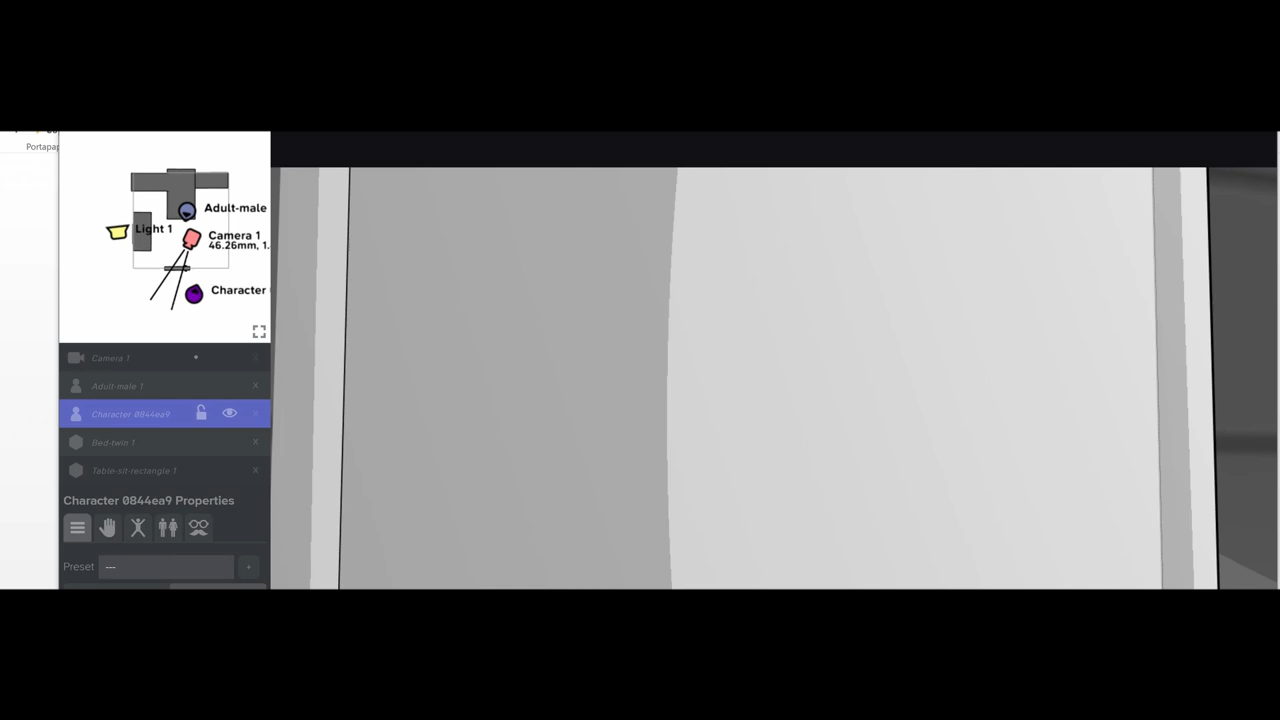 Portapap
Adult-male
Light 1
Camera 1
46.26mm, 1.
Character
Camera 1
x
Adult-male 1
x
Character 0844ea9
x
Bed-twin 1
x
Table-sit-rectangle 1
x
Character 0844ea9 Properties
Preset
---
+